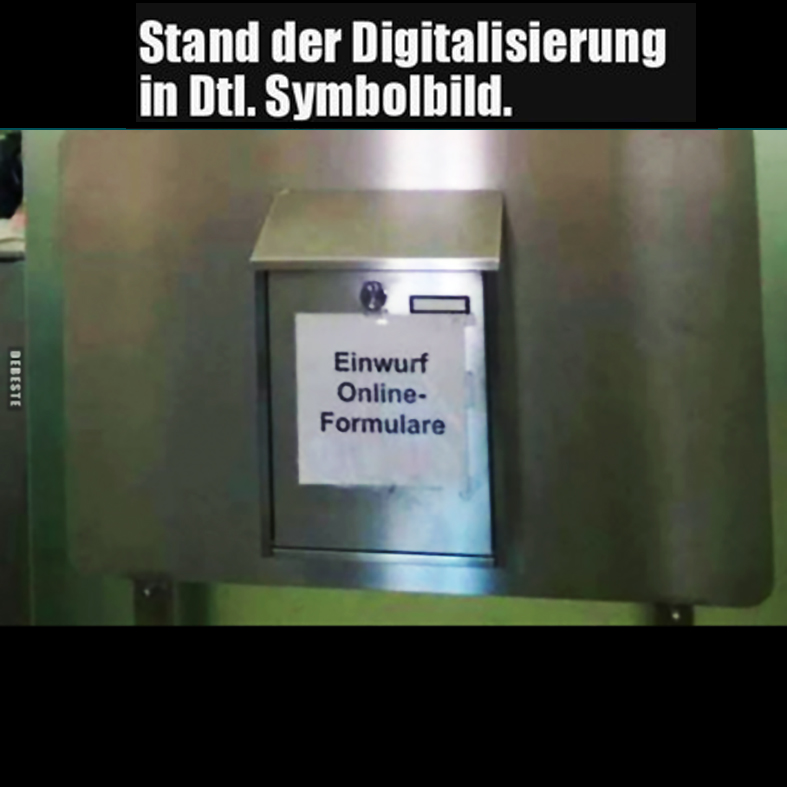 Stand der Digitalisierung
in Dtl. Symbolbild.
Einwurf
Online-
Formulare
DEBESTE